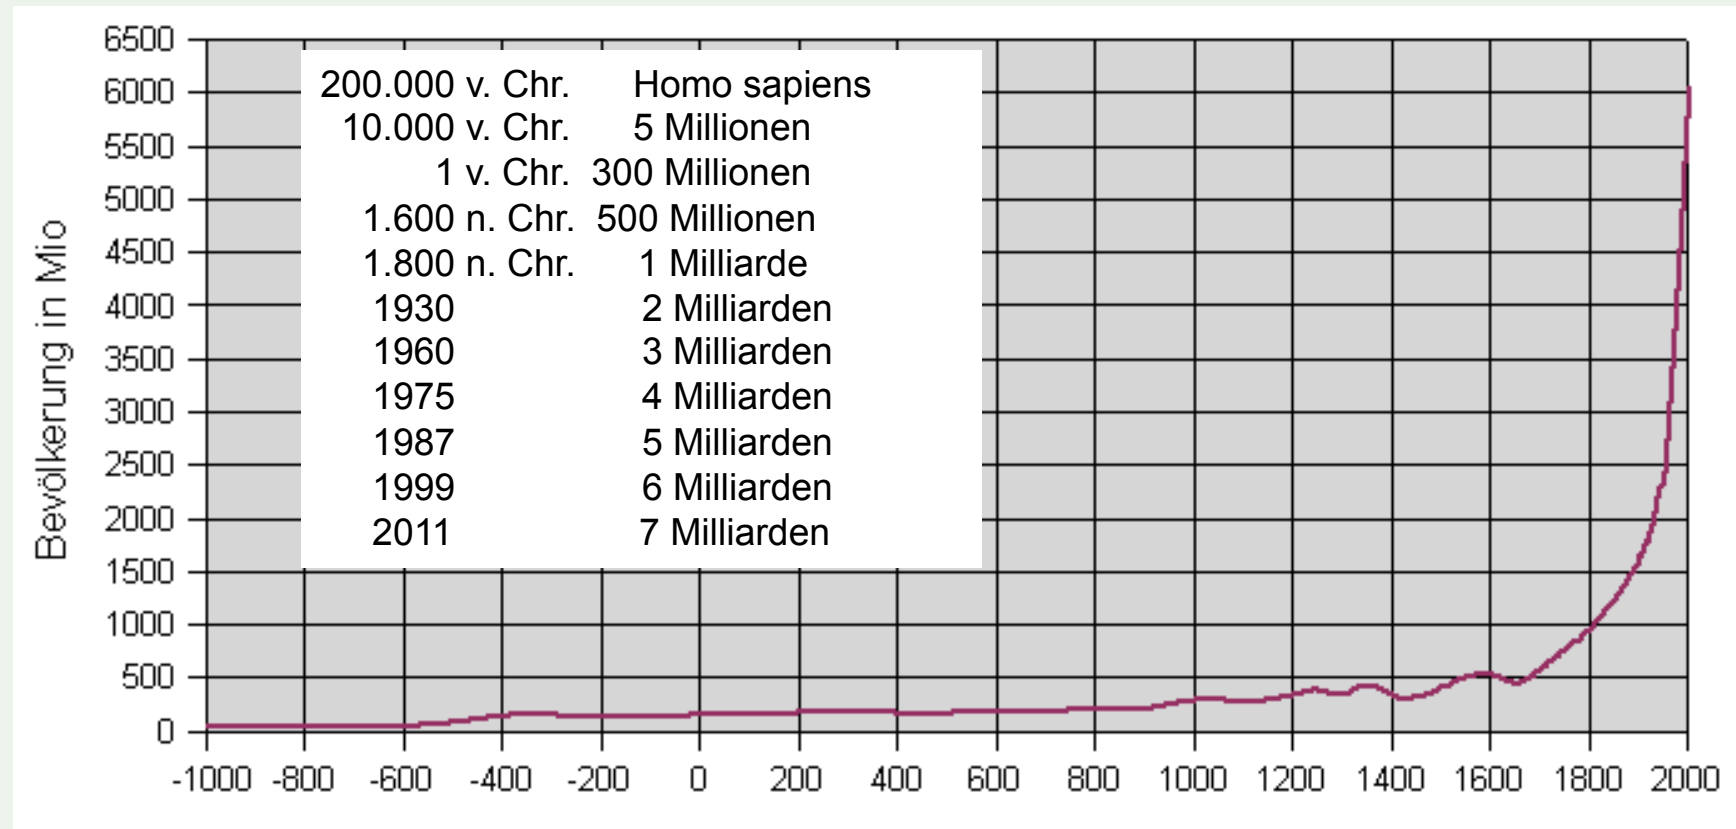 6500
6000
5500
5000
4500
4000
3500
3000
2500
2000
1500
1000
500
0
Bevölkerung in Mio
200.000 v. Chr. Homo sapiens
10.000 v. Chr. 5 Millionen
1 v. Chr. 300 Millionen
1.600 n. Chr. 500 Millionen
1.800 n. Chr. 1 Milliarde
1930 2 Milliarden
1960 3 Milliarden
1975 4 Milliarden
1987 5 Milliarden
1999 6 Milliarden
2011 7 Milliarden
-1000 -800 -600 -400 -200 0 200 400 600 800 1000 1200 1400 1600 1800 2000